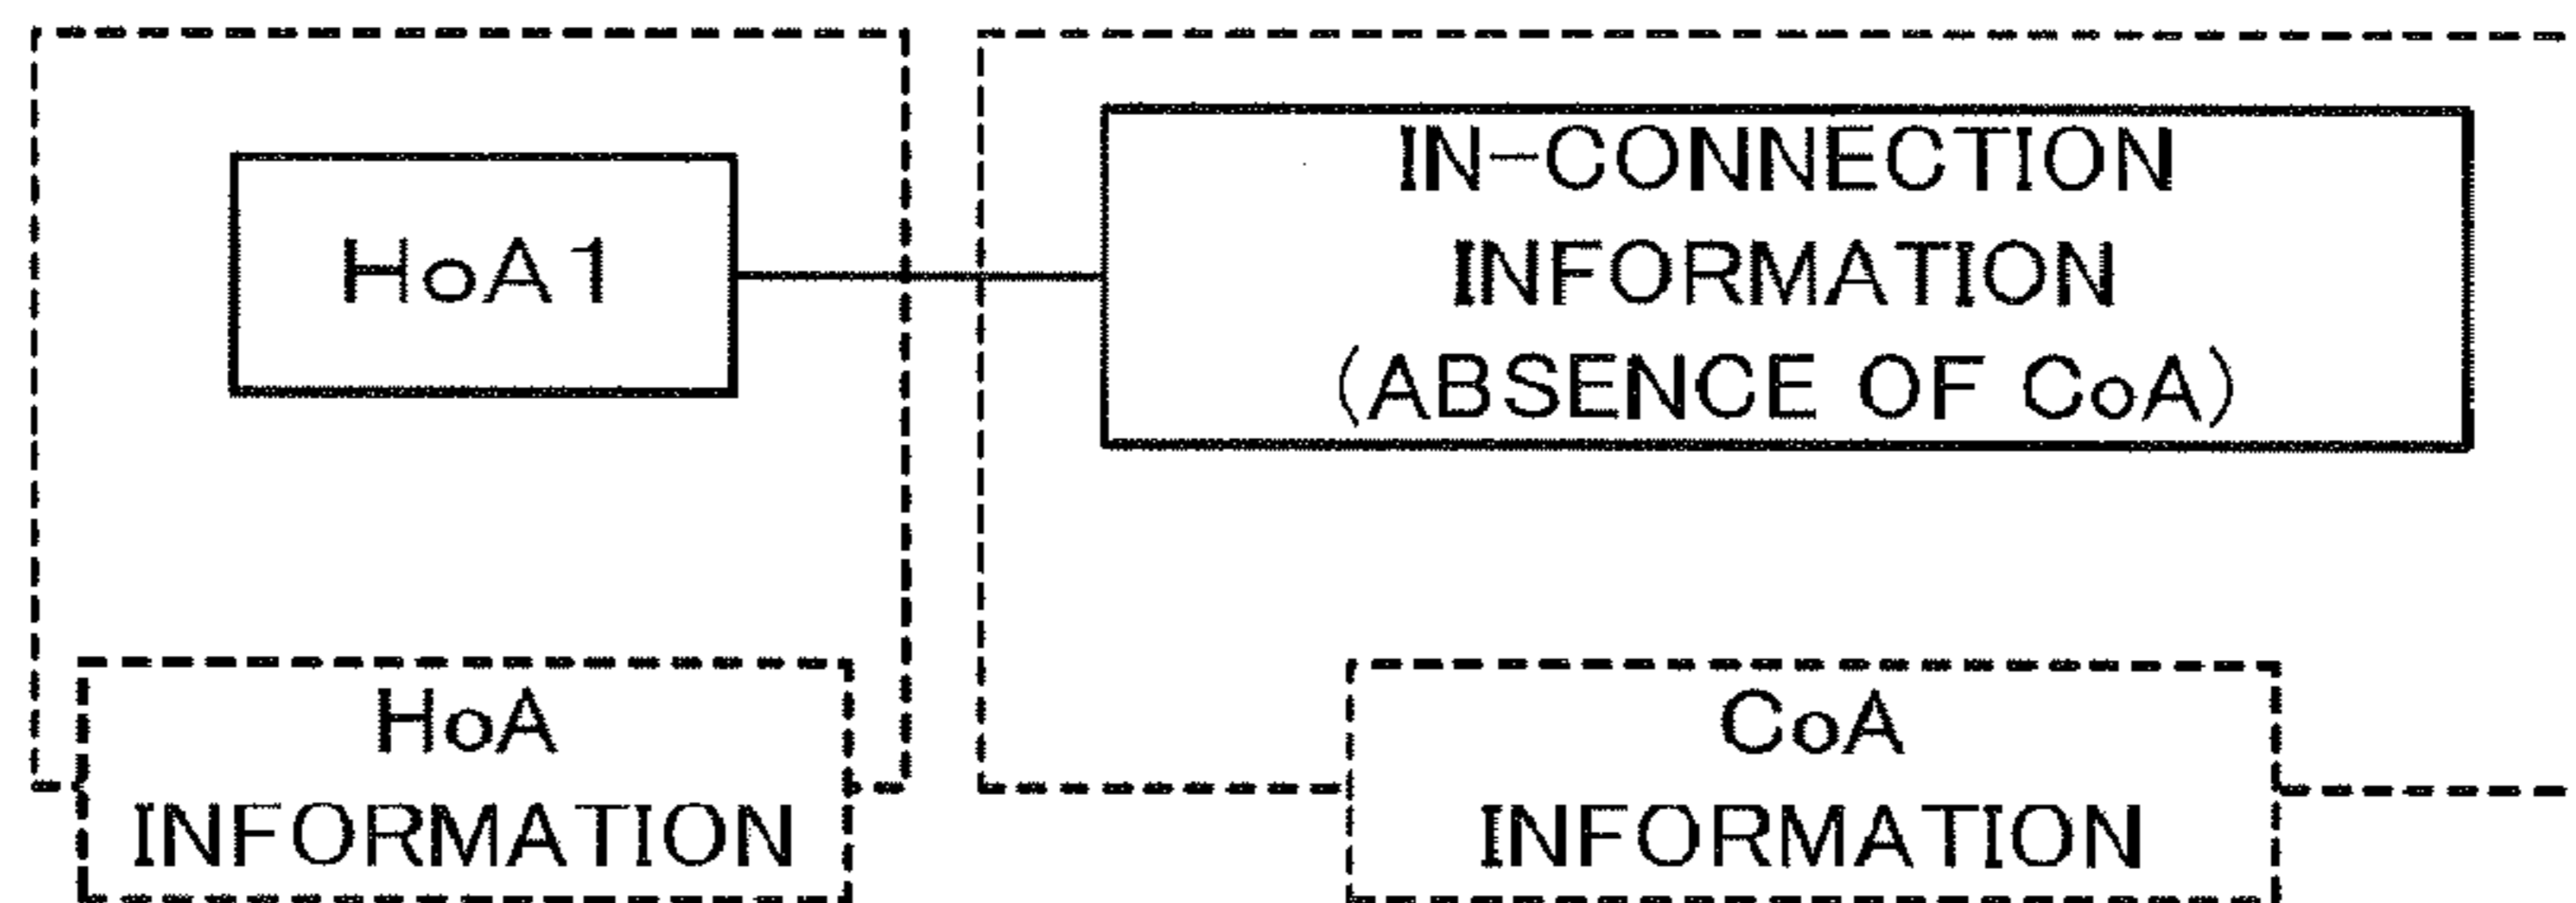 HoA1
IN-CONNECTION
INFORMATION
(ABSENCE OF CoA)
HoA
INFORMATION
CoA
INFORMATION